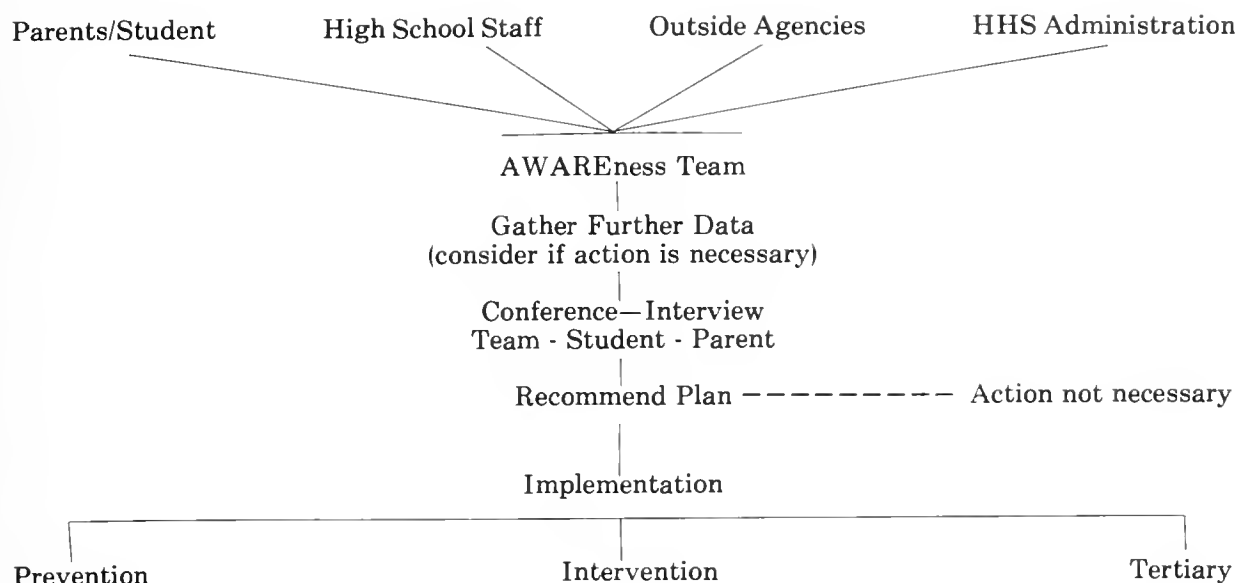 Parents/Student High School Staff Outside Agencies HHS Administration
AWAREness Team
Gather Further Data
(consider if action is necessary)
Conference—Interview
Team - Student - Parent
Recommend Plan Action not necessary
Implementation
Prevention Intervention Tertiary